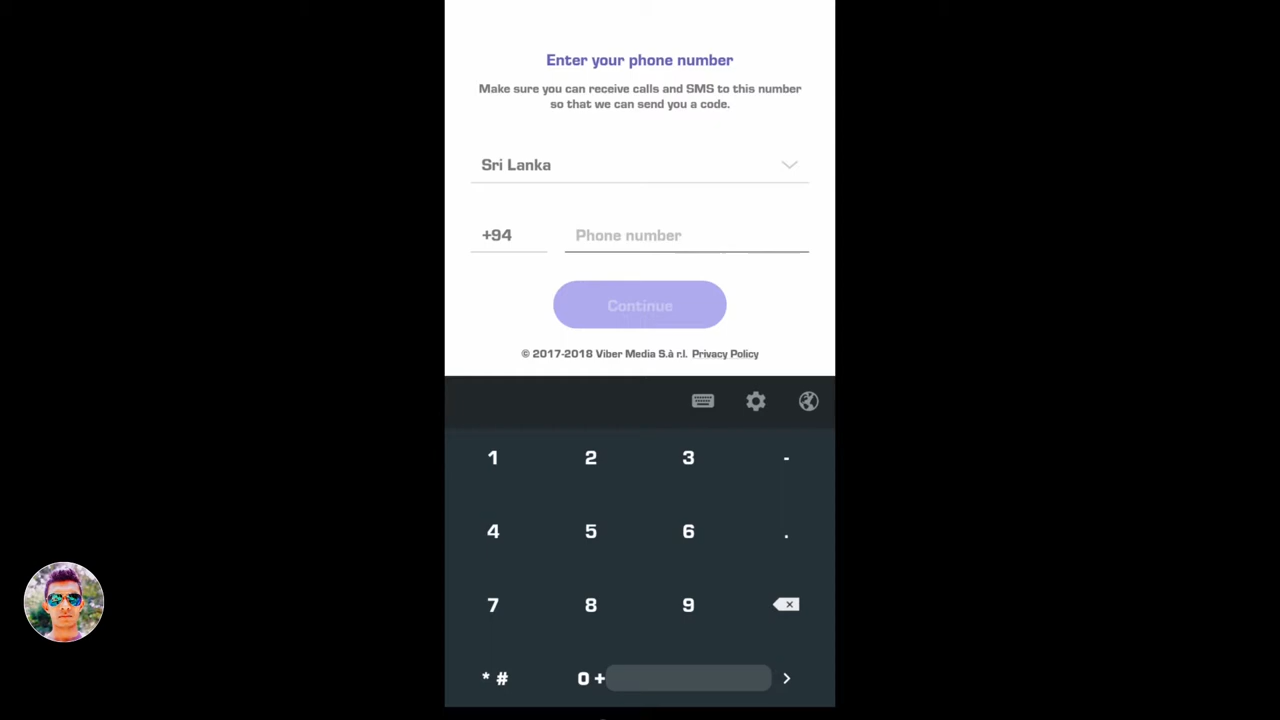 Enter your phone number
Make sure you can receive calls and SMS to this number
so that we can send you a code.
Sri Lanka
+94 Phone number
Continue
© 2017-2018 Viber Media S.à r.l. Privacy Policy
1 2 3 -
4 5 6 .
7 8 9
* # 0 +